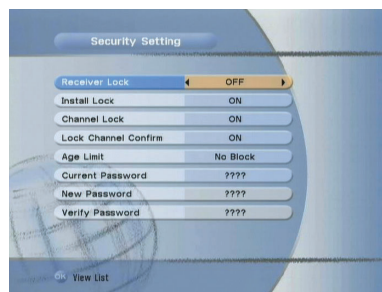 Security Setting
Receiver Lock OFF
Install Lock ON
Channel Lock ON
Lock Channel Confirm ON
Age Limit No Block
Current Password ????
New Password ????
Verify Password ????
OK View List